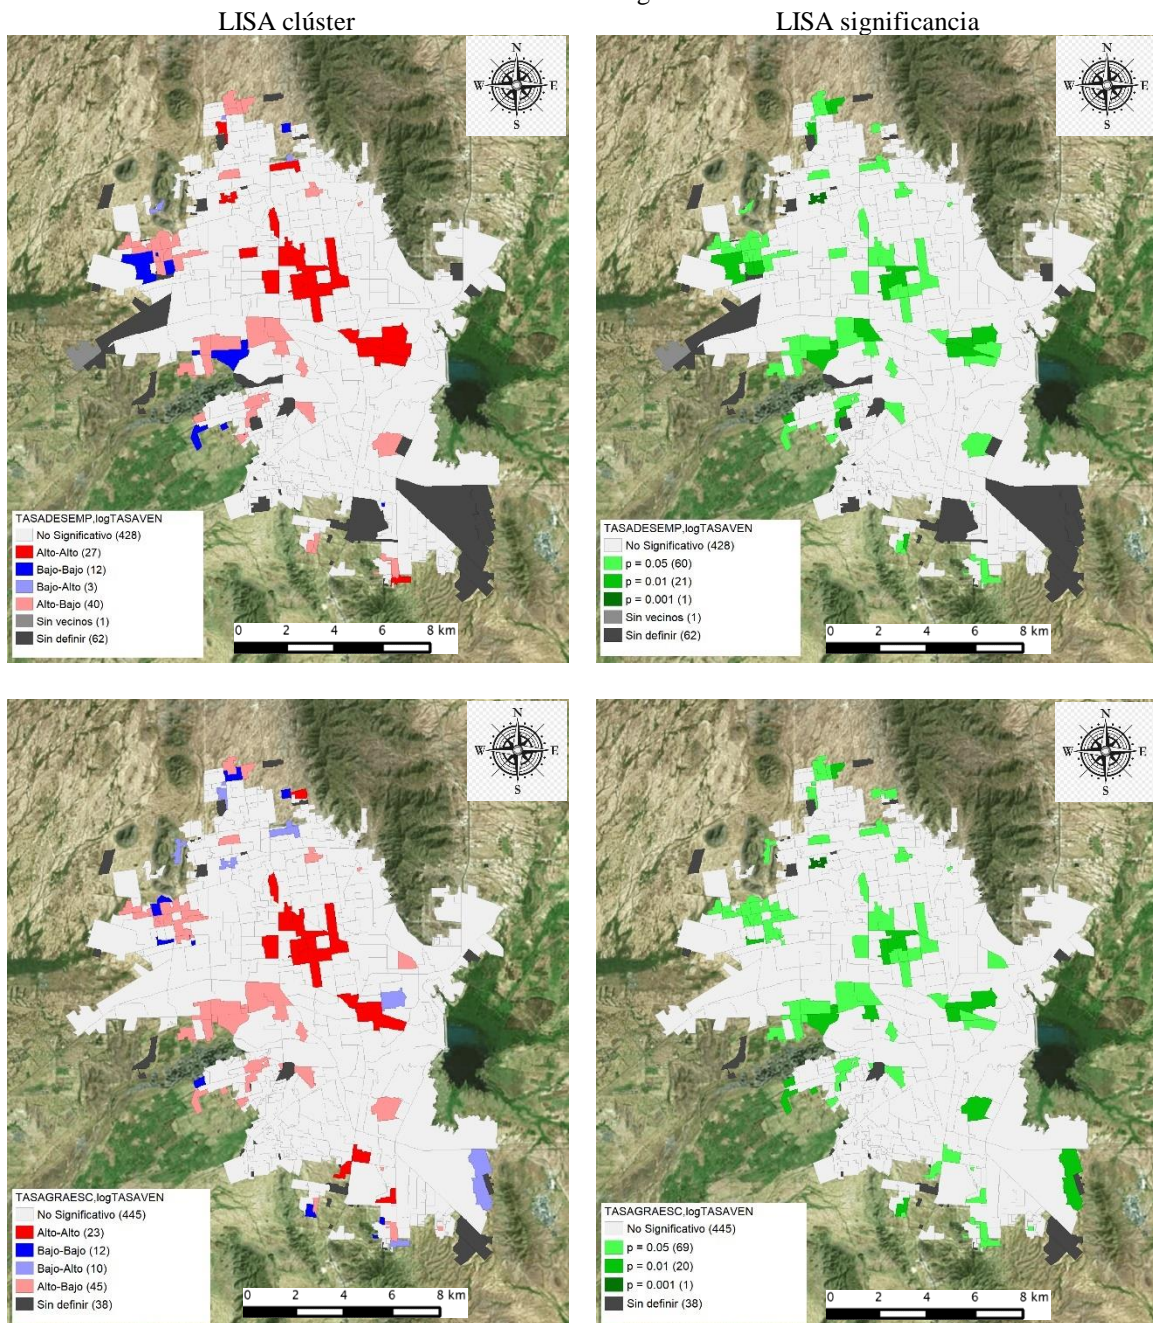 LISA clúster
LISA significancia
N
W E
S
TASADESEMP,logTASAVEN
No Significativo (428)
Alto-Alto (27)
Bajo-Bajo (12)
Bajo-Alto (3)
Alto-Bajo (40)
Sin vecinos (1)
Sin definir (62)
0 2 4 6 8 km
N
W E
S
TASADESEMP,logTASAVEN
No Significativo (428)
p = 0.05 (60)
p = 0.01 (21)
p = 0.001 (1)
Sin vecinos (1)
Sin definir (62)
0 2 4 6 8 km
N
W E
S
TASAGRAESC,logTASAVEN
No Significativo (445)
Alto-Alto (23)
Bajo-Bajo (12)
Bajo-Alto (10)
Alto-Bajo (45)
Sin definir (38)
0 2 4 6 8 km
N
W E
S
TASAGRAESC,logTASAVEN
No Significativo (445)
p = 0.05 (69)
p = 0.01 (20)
p = 0.001 (1)
Sin definir (38)
0 2 4 6 8 km